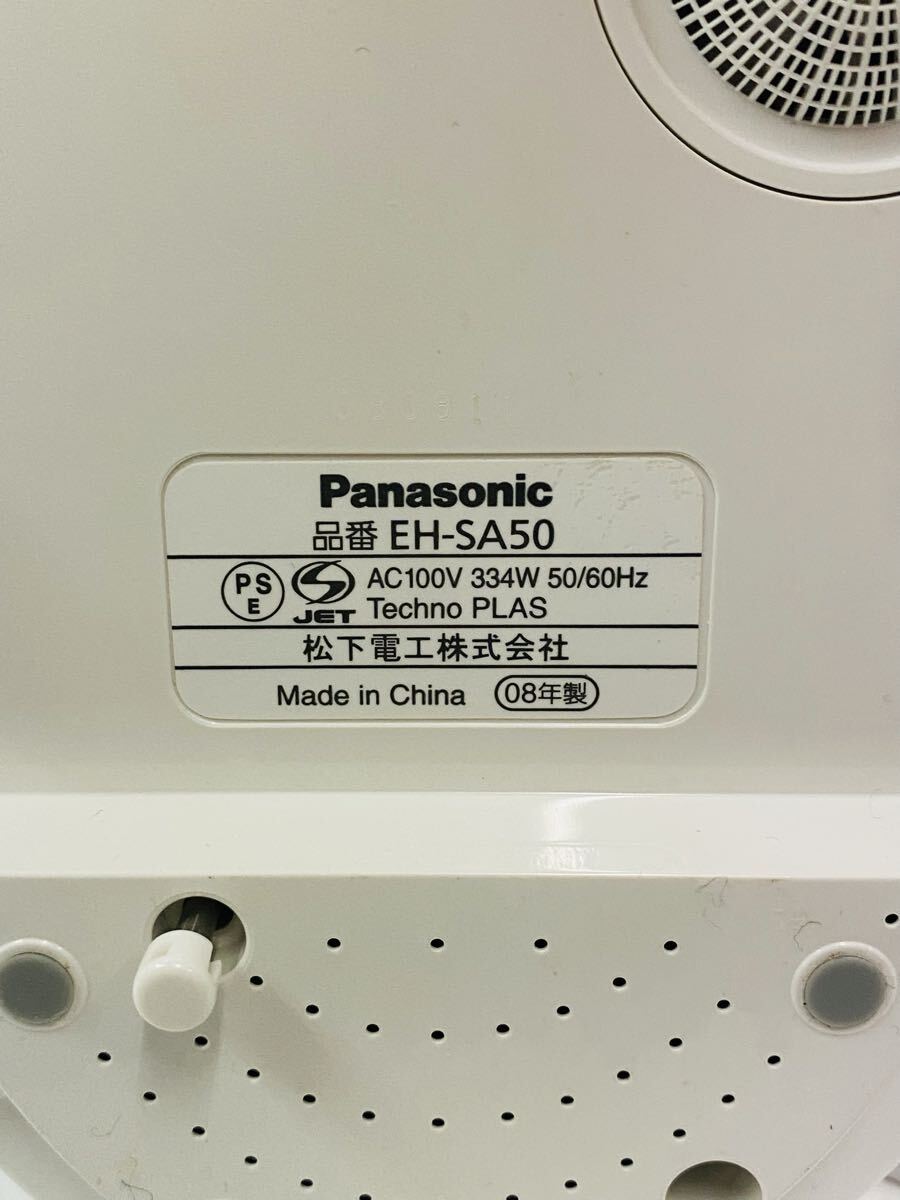 Panasonic
品番 EH-SA50
PS E JET AC100V 334W 50/60Hz
Techno PLAS
松下電工株式会社
Made in China 08年製